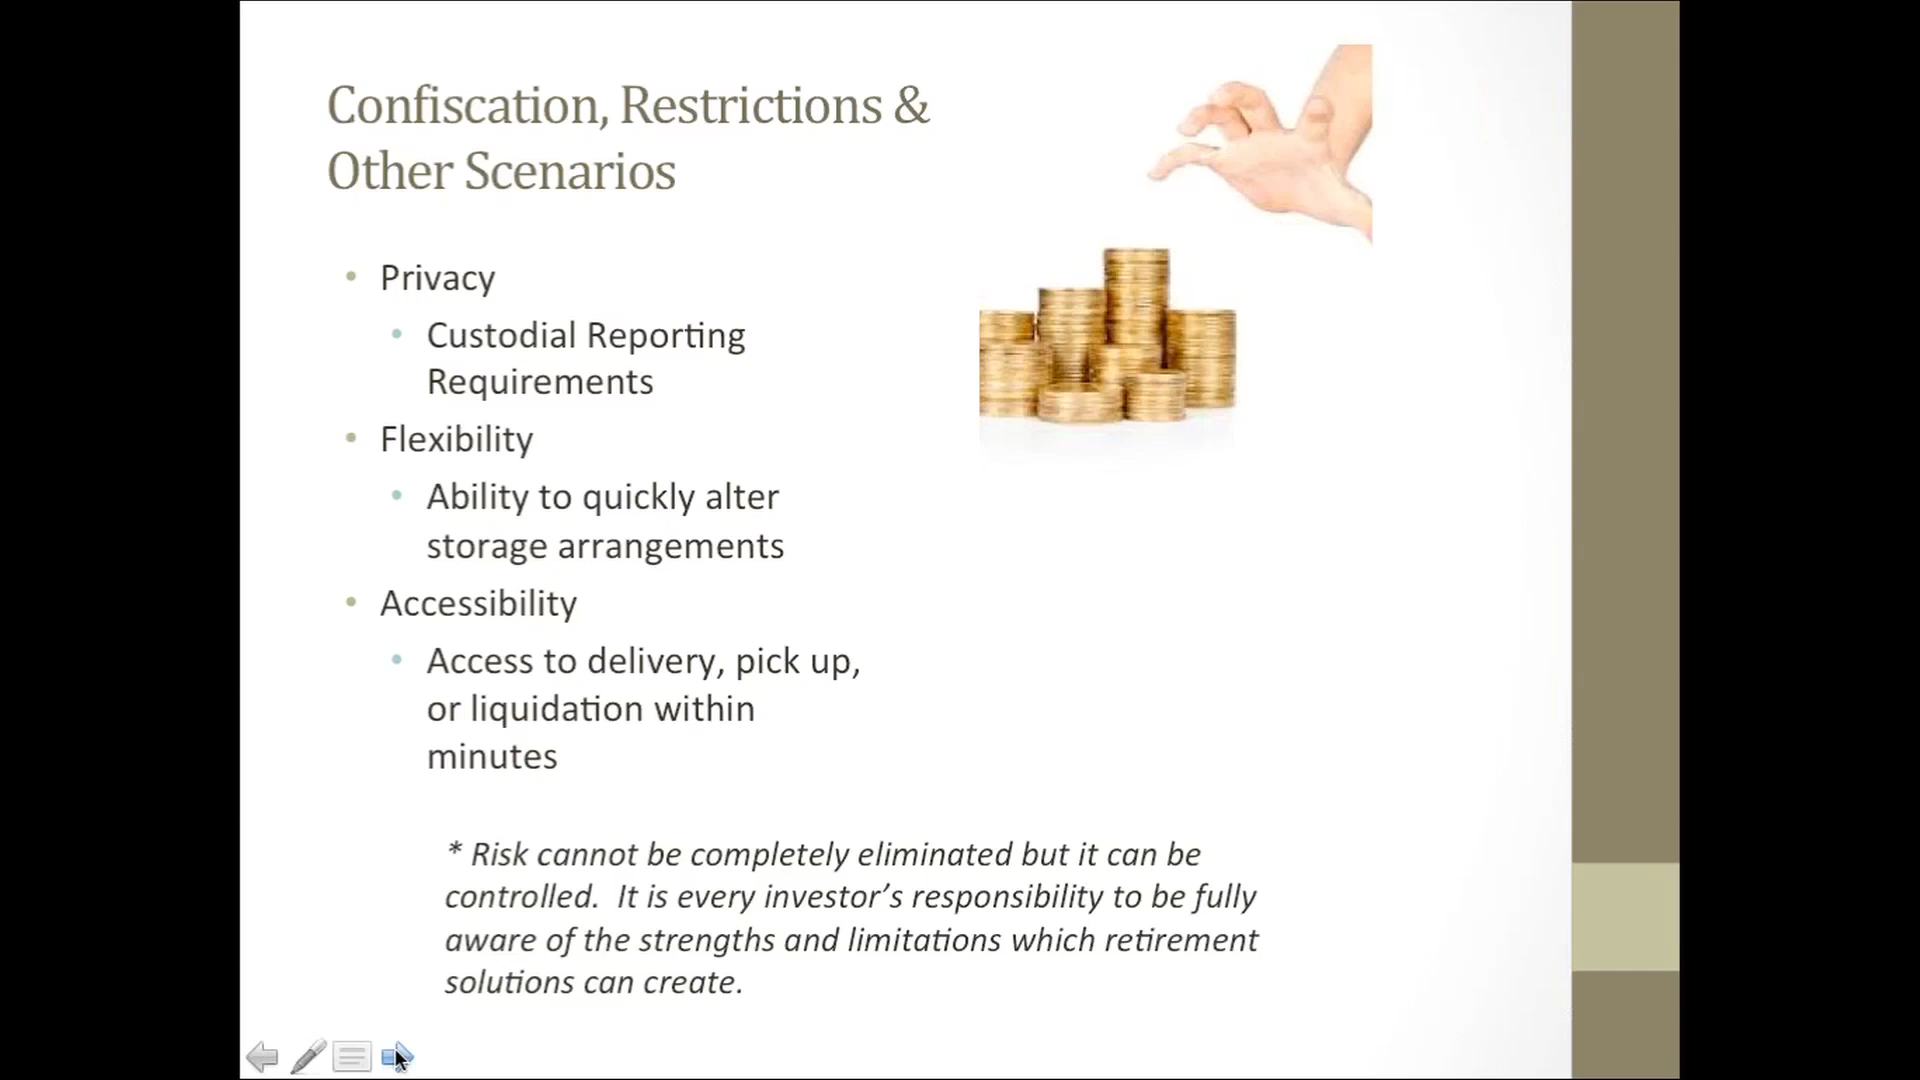 Confiscation, Restrictions &
Other Scenarios
• Privacy
• Custodial Reporting
Requirements
• Flexibility
• Ability to quickly alter
storage arrangements
• Accessibility
• Access to delivery, pick up,
or liquidation within
minutes
* Risk cannot be completely eliminated but it can be
controlled.  It is every investor’s responsibility to be fully
aware of the strengths and limitations which retirement
solutions can create.